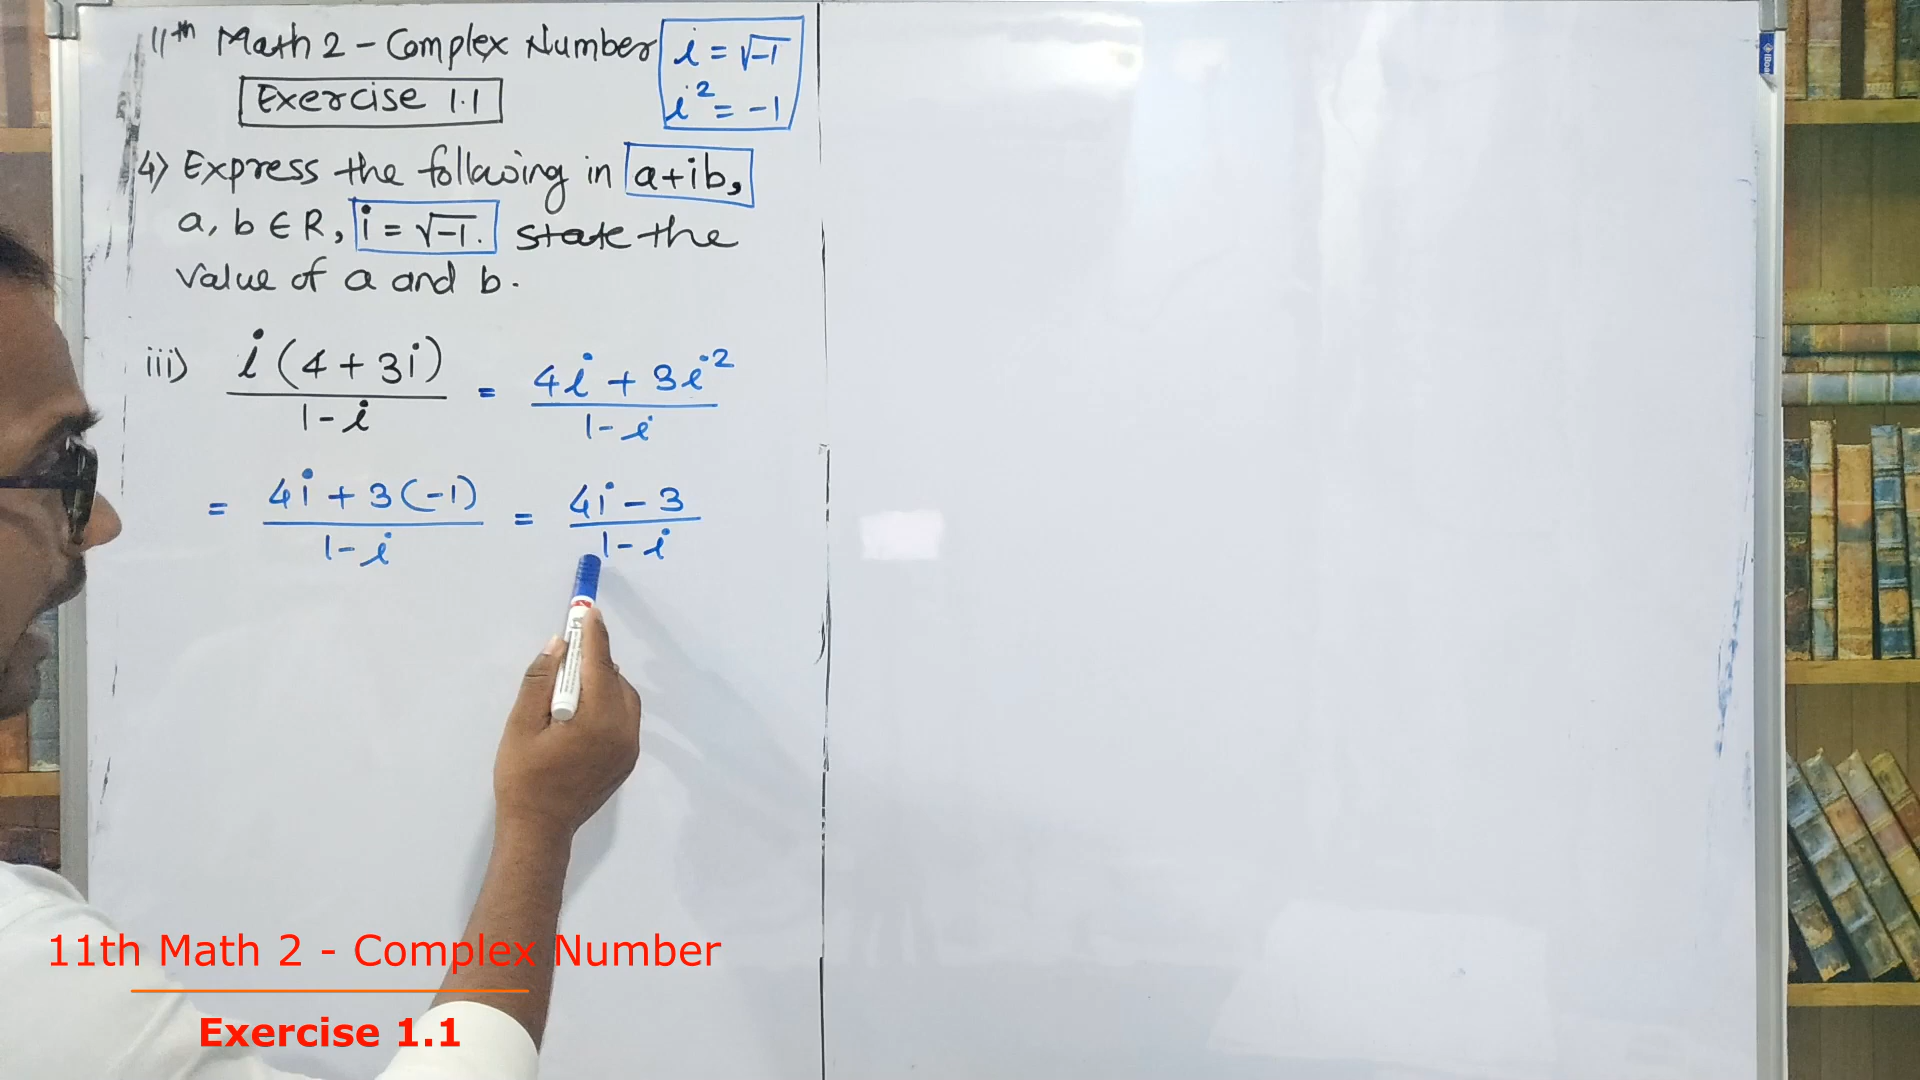 11th Math 2 - Complex Number
Exercise 1.1
i = √-1
i² = -1
4) Express the following in a+ib,
a, b ∈ R, i = √-1. state the
value of a and b.
iii) i(4+3i) / 1-i = 4i + 3i² / 1-i
= 4i + 3(-1) / 1-i = 4i - 3 / 1-i
11th Math 2 - Complex Number
Exercise 1.1